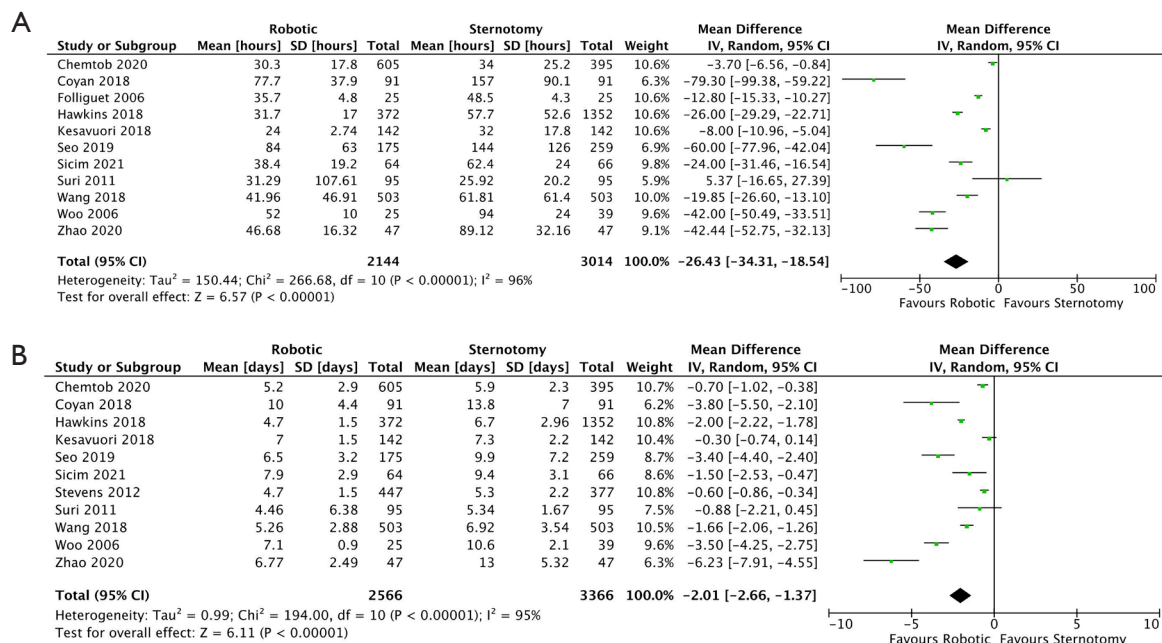 A
Robotic Sternotomy Mean Difference Mean Difference
Study or Subgroup Mean [hours] SD [hours] Total Mean [hours] SD [hours] Total Weight IV, Random, 95% CI IV, Random, 95% CI
Chemtob 2020 30.3 17.8 605 34 25.2 395 10.6% -3.70 [-6.56, -0.84]
Coyan 2018 77.7 37.9 91 157 90.1 91 6.3% -79.30 [-99.38, -59.22]
Folliguet 2006 35.7 4.8 25 48.5 4.3 25 10.6% -12.80 [-15.33, -10.27]
Hawkins 2018 31.7 17 372 57.7 52.6 1352 10.6% -26.00 [-29.29, -22.71]
Kesavuori 2018 24 2.74 142 32 17.8 142 10.6% -8.00 [-10.96, -5.04]
Seo 2019 84 63 175 144 126 259 6.9% -60.00 [-77.96, -42.04]
Sicim 2021 38.4 19.2 64 62.4 24 66 9.8% -24.00 [-31.46, -16.54]
Suri 2011 31.29 107.61 95 25.92 20.2 95 5.9% 5.37 [-16.65, 27.39]
Wang 2018 41.96 46.91 503 61.81 61.4 503 10.0% -19.85 [-26.60, -13.10]
Woo 2006 52 10 25 94 24 39 9.6% -42.00 [-50.49, -33.51]
Zhao 2020 46.68 16.32 47 89.12 32.16 47 9.1% -42.44 [-52.75, -32.13]
Total (95% CI) 2144 3014 100.0% -26.43 [-34.31, -18.54]
Heterogeneity: Tau² = 150.44; Chi² = 266.68, df = 10 (P < 0.00001); I² = 96%
Test for overall effect: Z = 6.57 (P < 0.00001)
-100 -50 0 50 100
Favours Robotic Favours Sternotomy
B
Robotic Sternotomy Mean Difference Mean Difference
Study or Subgroup Mean [days] SD [days] Total Mean [days] SD [days] Total Weight IV, Random, 95% CI IV, Random, 95% CI
Chemtob 2020 5.2 2.9 605 5.9 2.3 395 10.7% -0.70 [-1.02, -0.38]
Coyan 2018 10 4.4 91 13.8 7 91 6.2% -3.80 [-5.50, -2.10]
Hawkins 2018 4.7 1.5 372 6.7 2.96 1352 10.8% -2.00 [-2.22, -1.78]
Kesavuori 2018 7 1.5 142 7.3 2.2 142 10.4% -0.30 [-0.74, 0.14]
Seo 2019 6.5 3.2 175 9.9 7.2 259 8.7% -3.40 [-4.40, -2.40]
Sicim 2021 7.9 2.9 64 9.4 3.1 66 8.6% -1.50 [-2.53, -0.47]
Stevens 2012 4.7 1.5 447 5.3 2.2 377 10.8% -0.60 [-0.86, -0.34]
Suri 2011 4.46 6.38 95 5.34 1.67 95 7.4% -0.88 [-2.21, 0.45]
Wang 2018 5.26 2.88 503 6.92 3.54 503 10.5% -1.66 [-2.06, -1.26]
Woo 2006 7.1 0.9 25 10.6 2.1 39 9.6% -3.50 [-4.25, -2.75]
Zhao 2020 6.77 2.49 47 13 5.32 47 6.3% -6.23 [-7.91, -4.55]
Total (95% CI) 2566 3366 100.0% -2.01 [-2.66, -1.37]
Heterogeneity: Tau² = 0.99; Chi² = 194.00, df = 10 (P < 0.00001); I² = 95%
Test for overall effect: Z = 6.11 (P < 0.00001)
-10 -5 0 5 10
Favours Robotic Favours Sternotomy